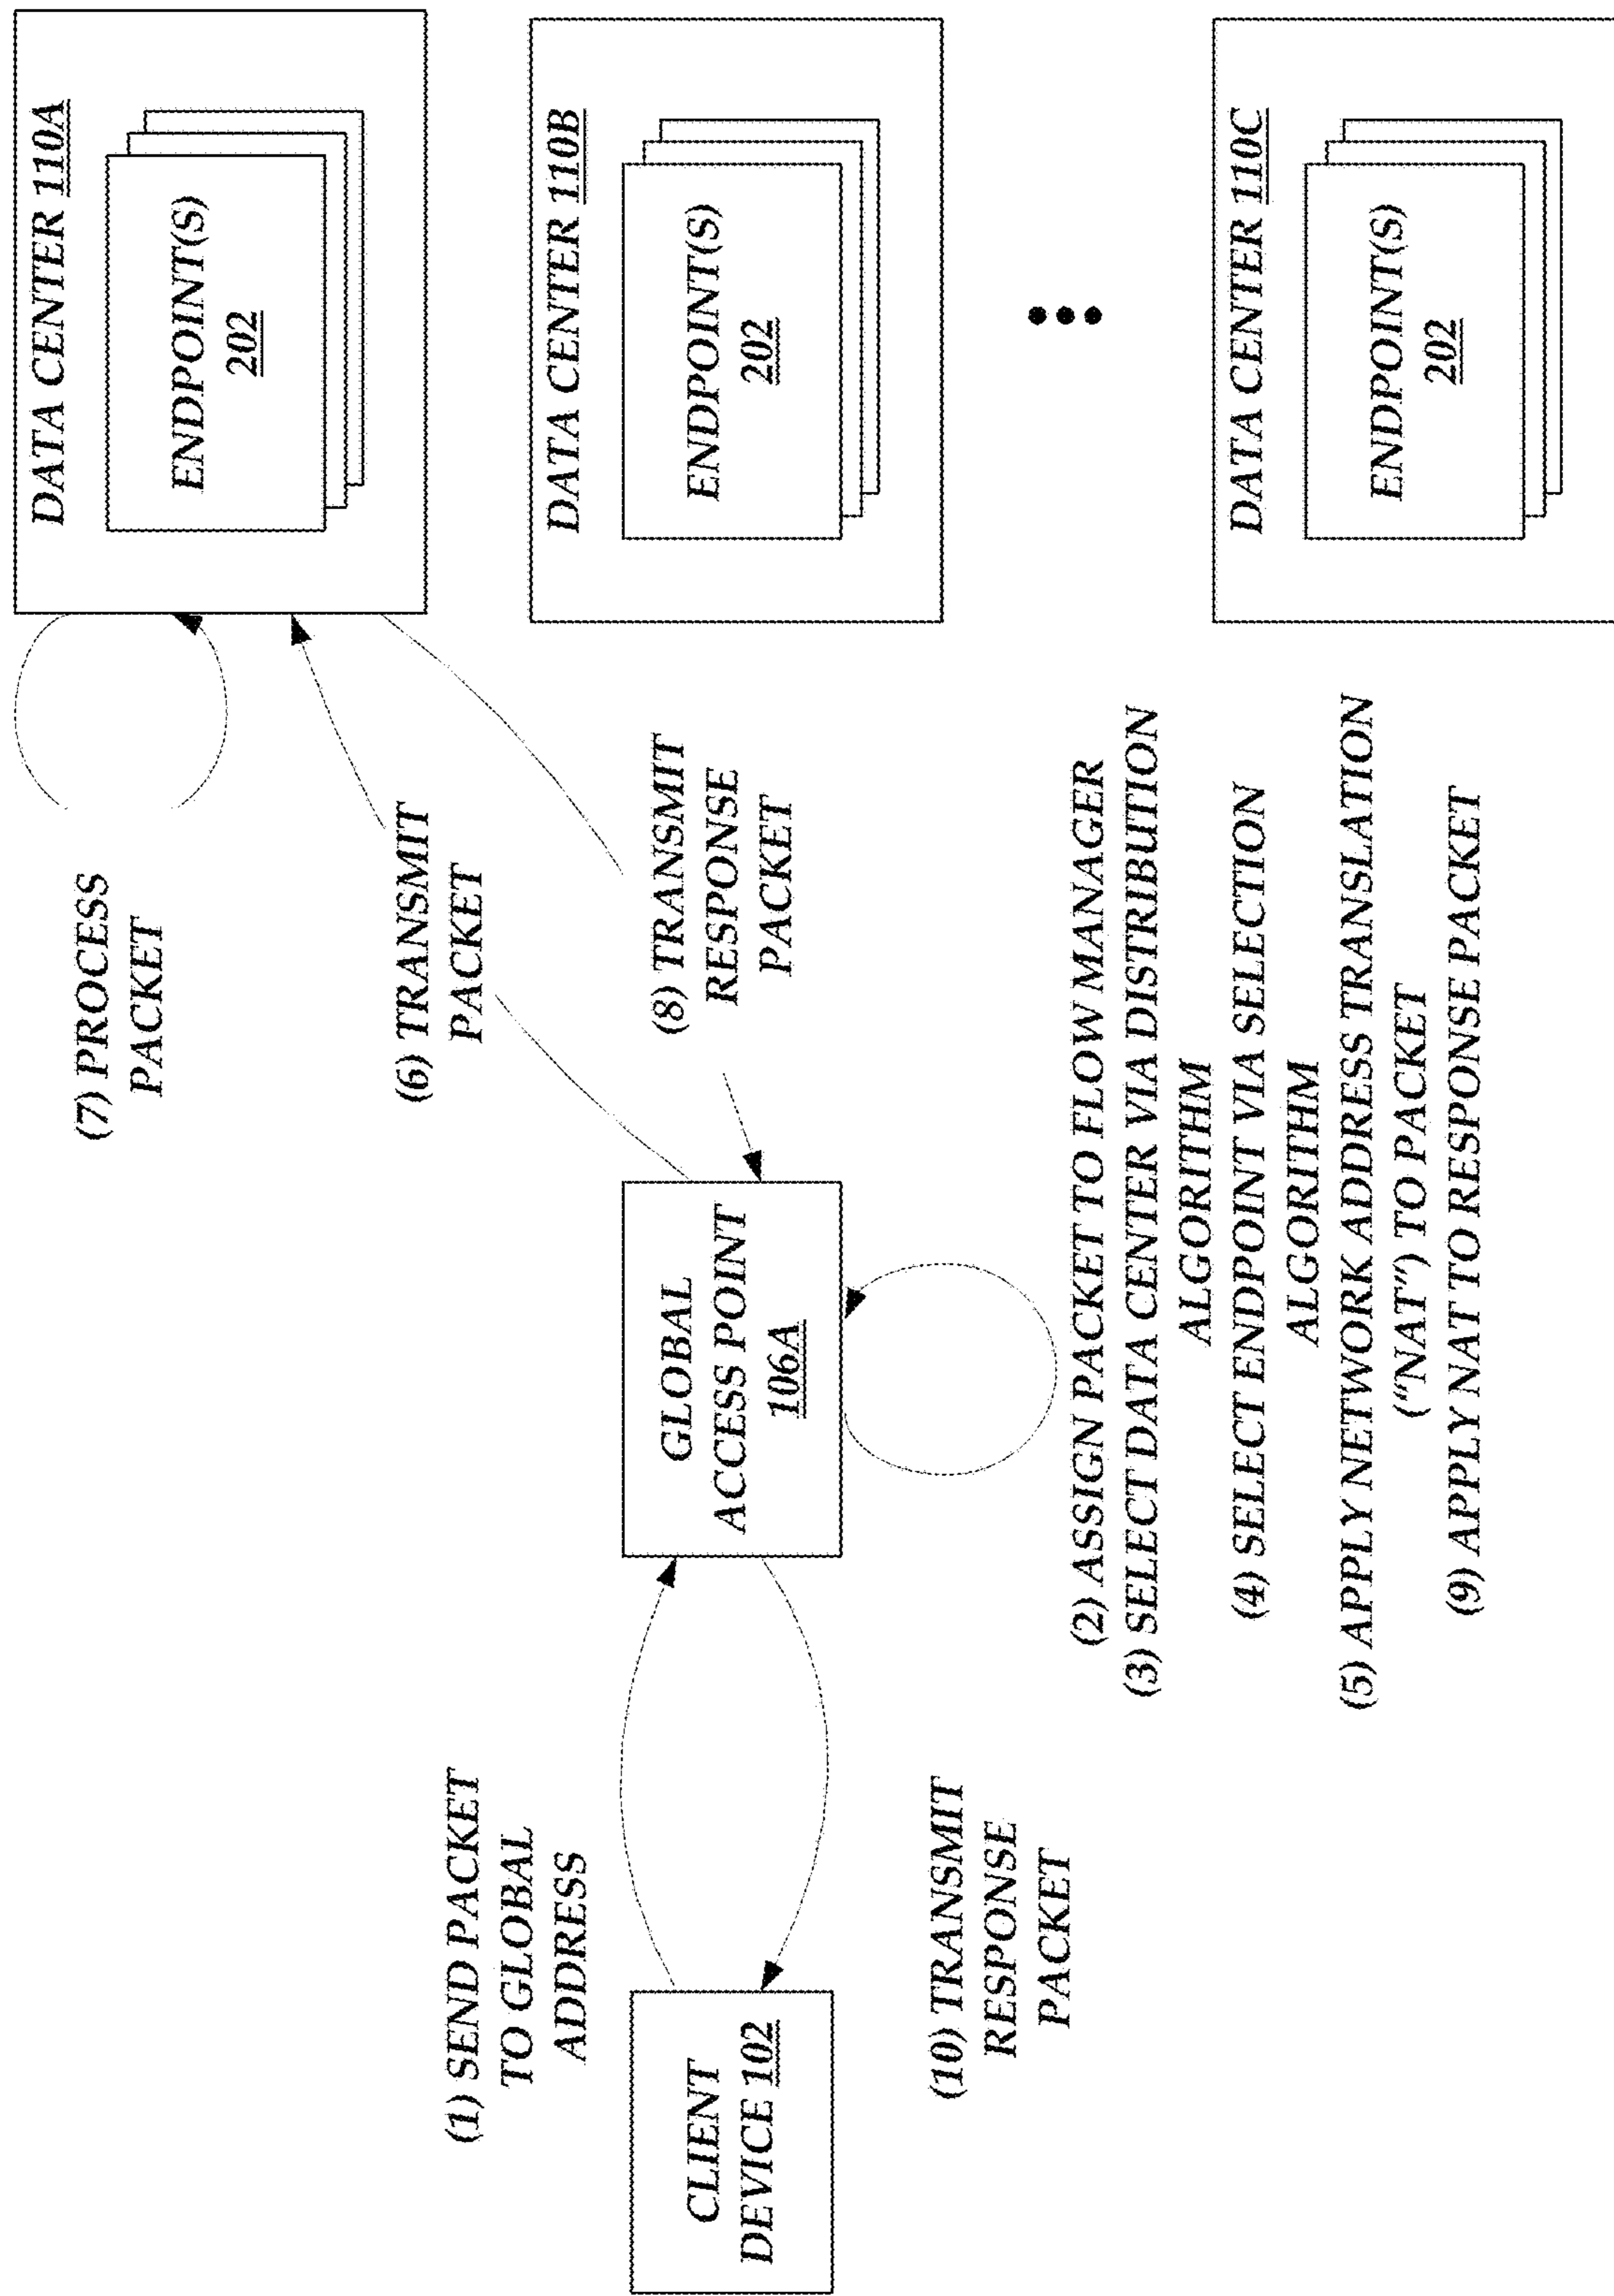 (1) SEND PACKET
TO GLOBAL
ADDRESS
CLIENT
DEVICE 102
(10) TRANSMIT
RESPONSE
PACKET
GLOBAL
ACCESS POINT
106A
(2) ASSIGN PACKET TO FLOW MANAGER
(3) SELECT DATA CENTER VIA DISTRIBUTION
ALGORITHM
(4) SELECT ENDPOINT VIA SELECTION
ALGORITHM
(5) APPLY NETWORK ADDRESS TRANSLATION
("NAT") TO PACKET
(9) APPLY NAT TO RESPONSE PACKET
(7) PROCESS
PACKET
(6) TRANSMIT
PACKET
(8) TRANSMIT
RESPONSE
PACKET
DATA CENTER 110A
ENDPOINT(S)
202
DATA CENTER 110B
ENDPOINT(S)
202
DATA CENTER 110C
ENDPOINT(S)
202